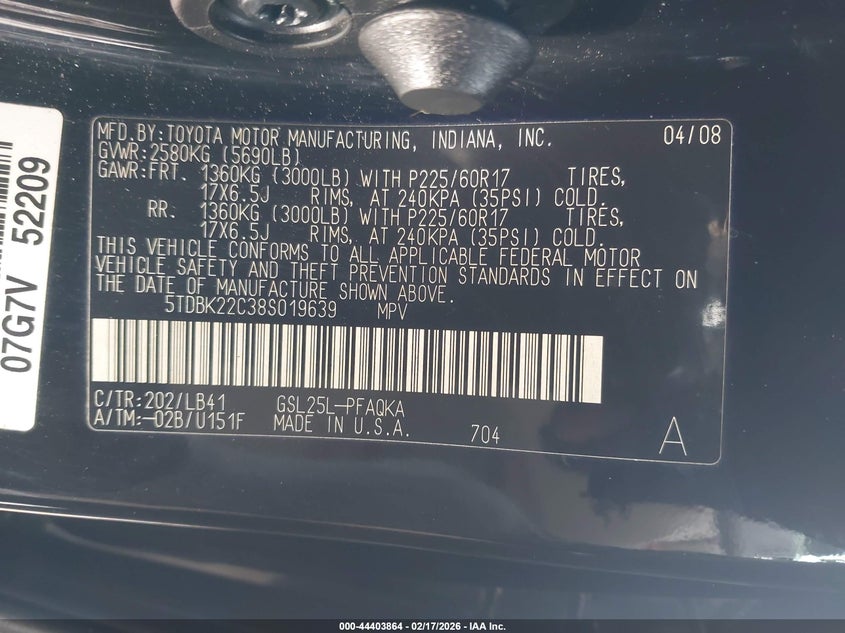 MFD.BY:TOYOTA MOTOR MANUFACTURING, INDIANA, INC. 04/08
GVWR:2580KG (5690LB)
GAWR:FRT. 1360KG (3000LB) WITH P225/60R17 TIRES,
17X6.5J RIMS, AT 240KPA (35PSI) COLD.
RR. 1360KG (3000LB) WITH P225/60R17 TIRES,
17X6.5J RIMS, AT 240KPA (35PSI) COLD.
THIS VEHICLE CONFORMS TO ALL APPLICABLE FEDERAL MOTOR
VEHICLE SAFETY AND THEFT PREVENTION STANDARDS IN EFFECT ON
THE DATE OF MANUFACTURE SHOWN ABOVE.
5TDBK22C38S019639 MPV
C/TR:202/LB41 GSL25L-PFAQKA
A/TM:-02B/U151F MADE IN U.S.A. 704 A
07G7V 52209
000-44403864 - 02/17/2026 - IAA Inc.